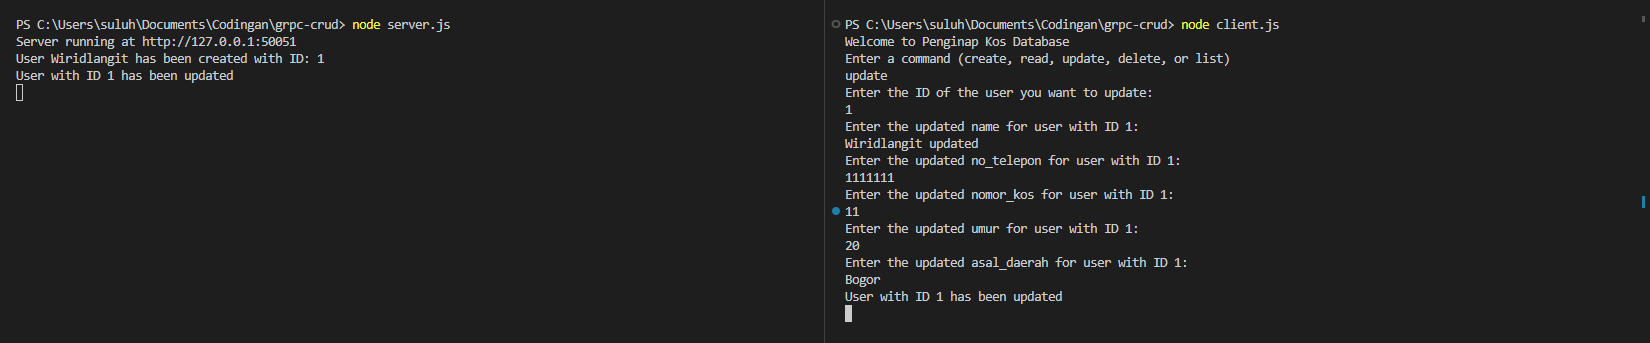 PS C:\Users\suluh\Documents\Codingan\grpc-crud> node server.js
Server running at http://127.0.0.1:50051
User Wiridlangit has been created with ID: 1
User with ID 1 has been updated
PS C:\Users\suluh\Documents\Codingan\grpc-crud> node client.js
Welcome to Penginap Kos Database
Enter a command (create, read, update, delete, or list)
update
Enter the ID of the user you want to update:
1
Enter the updated name for user with ID 1:
Wiridlangit updated
Enter the updated no_telepon for user with ID 1:
1111111
Enter the updated nomor_kos for user with ID 1:
11
Enter the updated umur for user with ID 1:
20
Enter the updated asal_daerah for user with ID 1:
Bogor
User with ID 1 has been updated